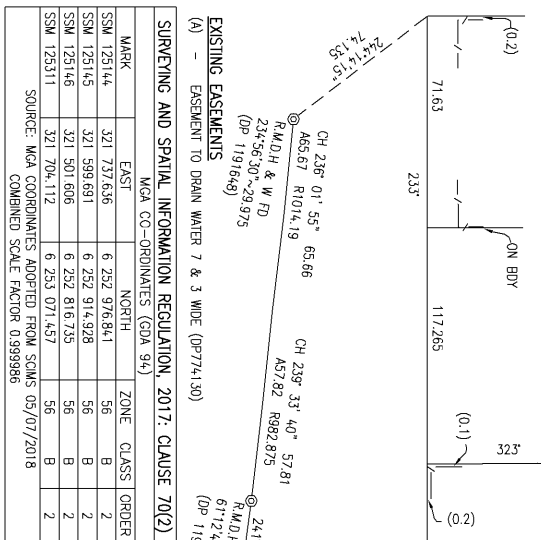 (0.2)
71.63
233°
ON BDY
117.265
(0.1)
323°
(0.2)
244°14'15"
74.135
CH 236° 01' 55" 65.66
A65.67 R1014.19
R.M.D.H & W FD
234°56'30"~29.975
(DP 1191648)
CH 239° 33' 40" 57.81
A57.82 R982.875
241
R.M.D.H
61°12'4
(DP 119
EXISTING EASEMENTS
(A) - EASEMENT TO DRAIN WATER 7 & 3 WIDE (DP774130)
SURVEYING AND SPATIAL INFORMATION REGULATION, 2017: CLAUSE 70(2)
MGA CO-ORDINATES (GDA 94)
MARK EAST NORTH ZONE CLASS ORDER
SSM 125144 321 737.636 6 252 976.841 56 B 2
SSM 125145 321 599.691 6 252 914.928 56 B 2
SSM 125146 321 501.606 6 252 816.735 56 B 2
SSM 125311 321 704.112 6 253 071.457 56 B 2
SOURCE: MGA COORDINATES ADOPTED FROM SCIMS 05/07/2018
COMBINED SCALE FACTOR 0.999986